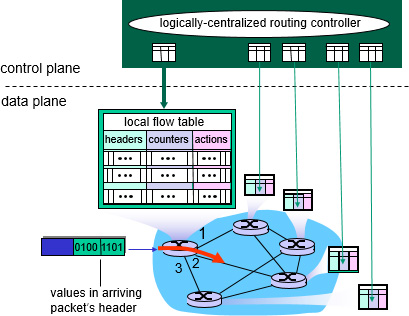 logically-centralized routing controller
control plane
data plane
local flow table
headers counters actions
0100 1101
1
2
3
values in arriving
packet's header